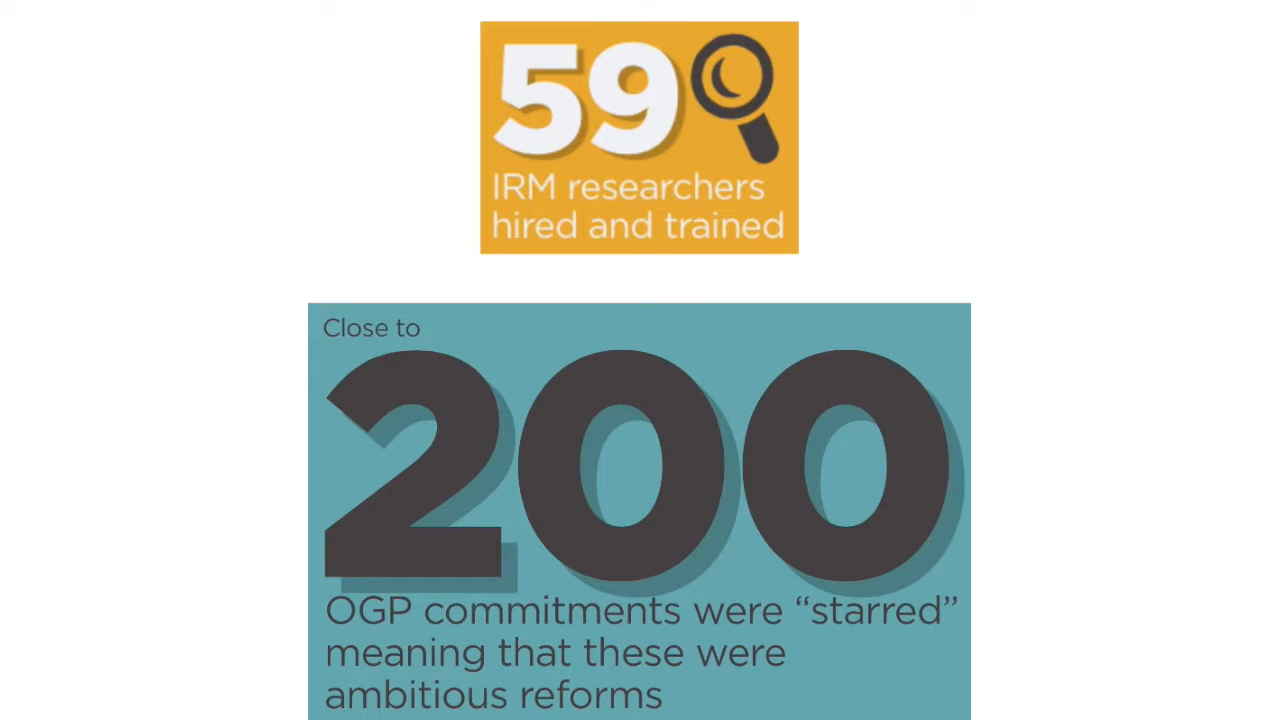 59
IRM researchers
hired and trained
Close to
200
OGP commitments were “starred”
meaning that these were
ambitious reforms